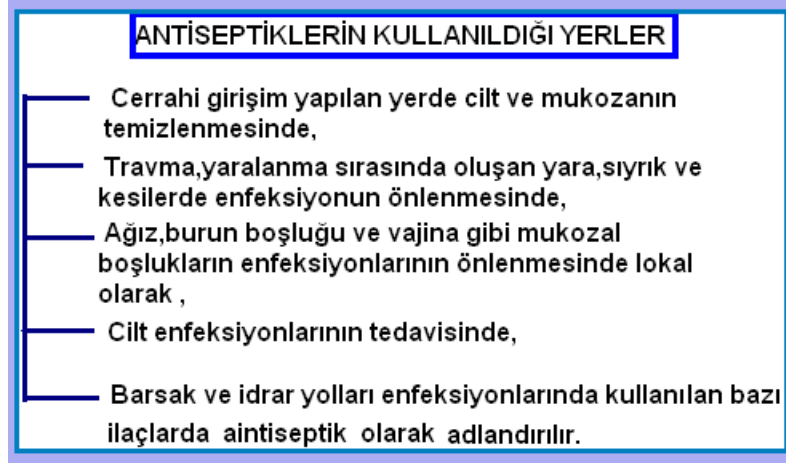 ANTİSEPTİKLERİN KULLANILDIĞI YERLER
Cerrahi girişim yapılan yerde cilt ve mukozanın
temizlenmesinde,
Travma,yaralanma sırasında oluşan yara,sıyrık ve
kesilerde enfeksiyonun önlenmesinde,
Ağız,burun boşluğu ve vajina gibi mukozal
boşlukların enfeksiyonlarının önlenmesinde lokal
olarak ,
Cilt enfeksiyonlarının tedavisinde,
Barsak ve idrar yolları enfeksiyonlarında kullanılan bazı
ilaçlarda aintiseptik olarak adlandırılır.